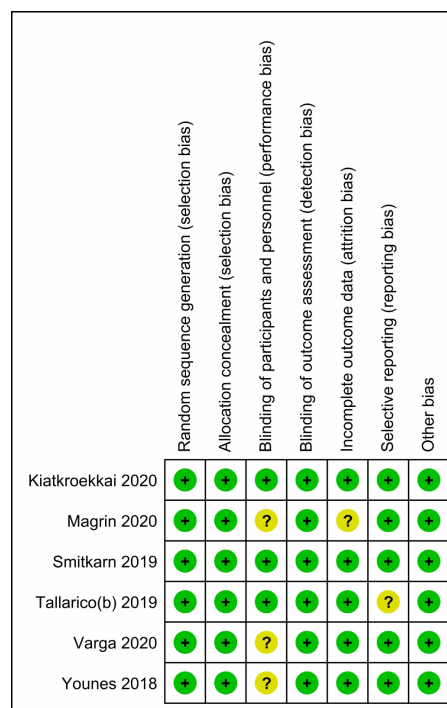 Random sequence generation (selection bias)
Allocation concealment (selection bias)
Blinding of participants and personnel (performance bias)
Blinding of outcome assessment (detection bias)
Incomplete outcome data (attrition bias)
Selective reporting (reporting bias)
Other bias
Kiatkroekkai 2020 + + + + + + +
Magrin 2020 + + ? + ? + +
Smitkarn 2019 + + + + + + +
Tallarico(b) 2019 + + + + + ? +
Varga 2020 + + ? + + + +
Younes 2018 + + ? + + + +